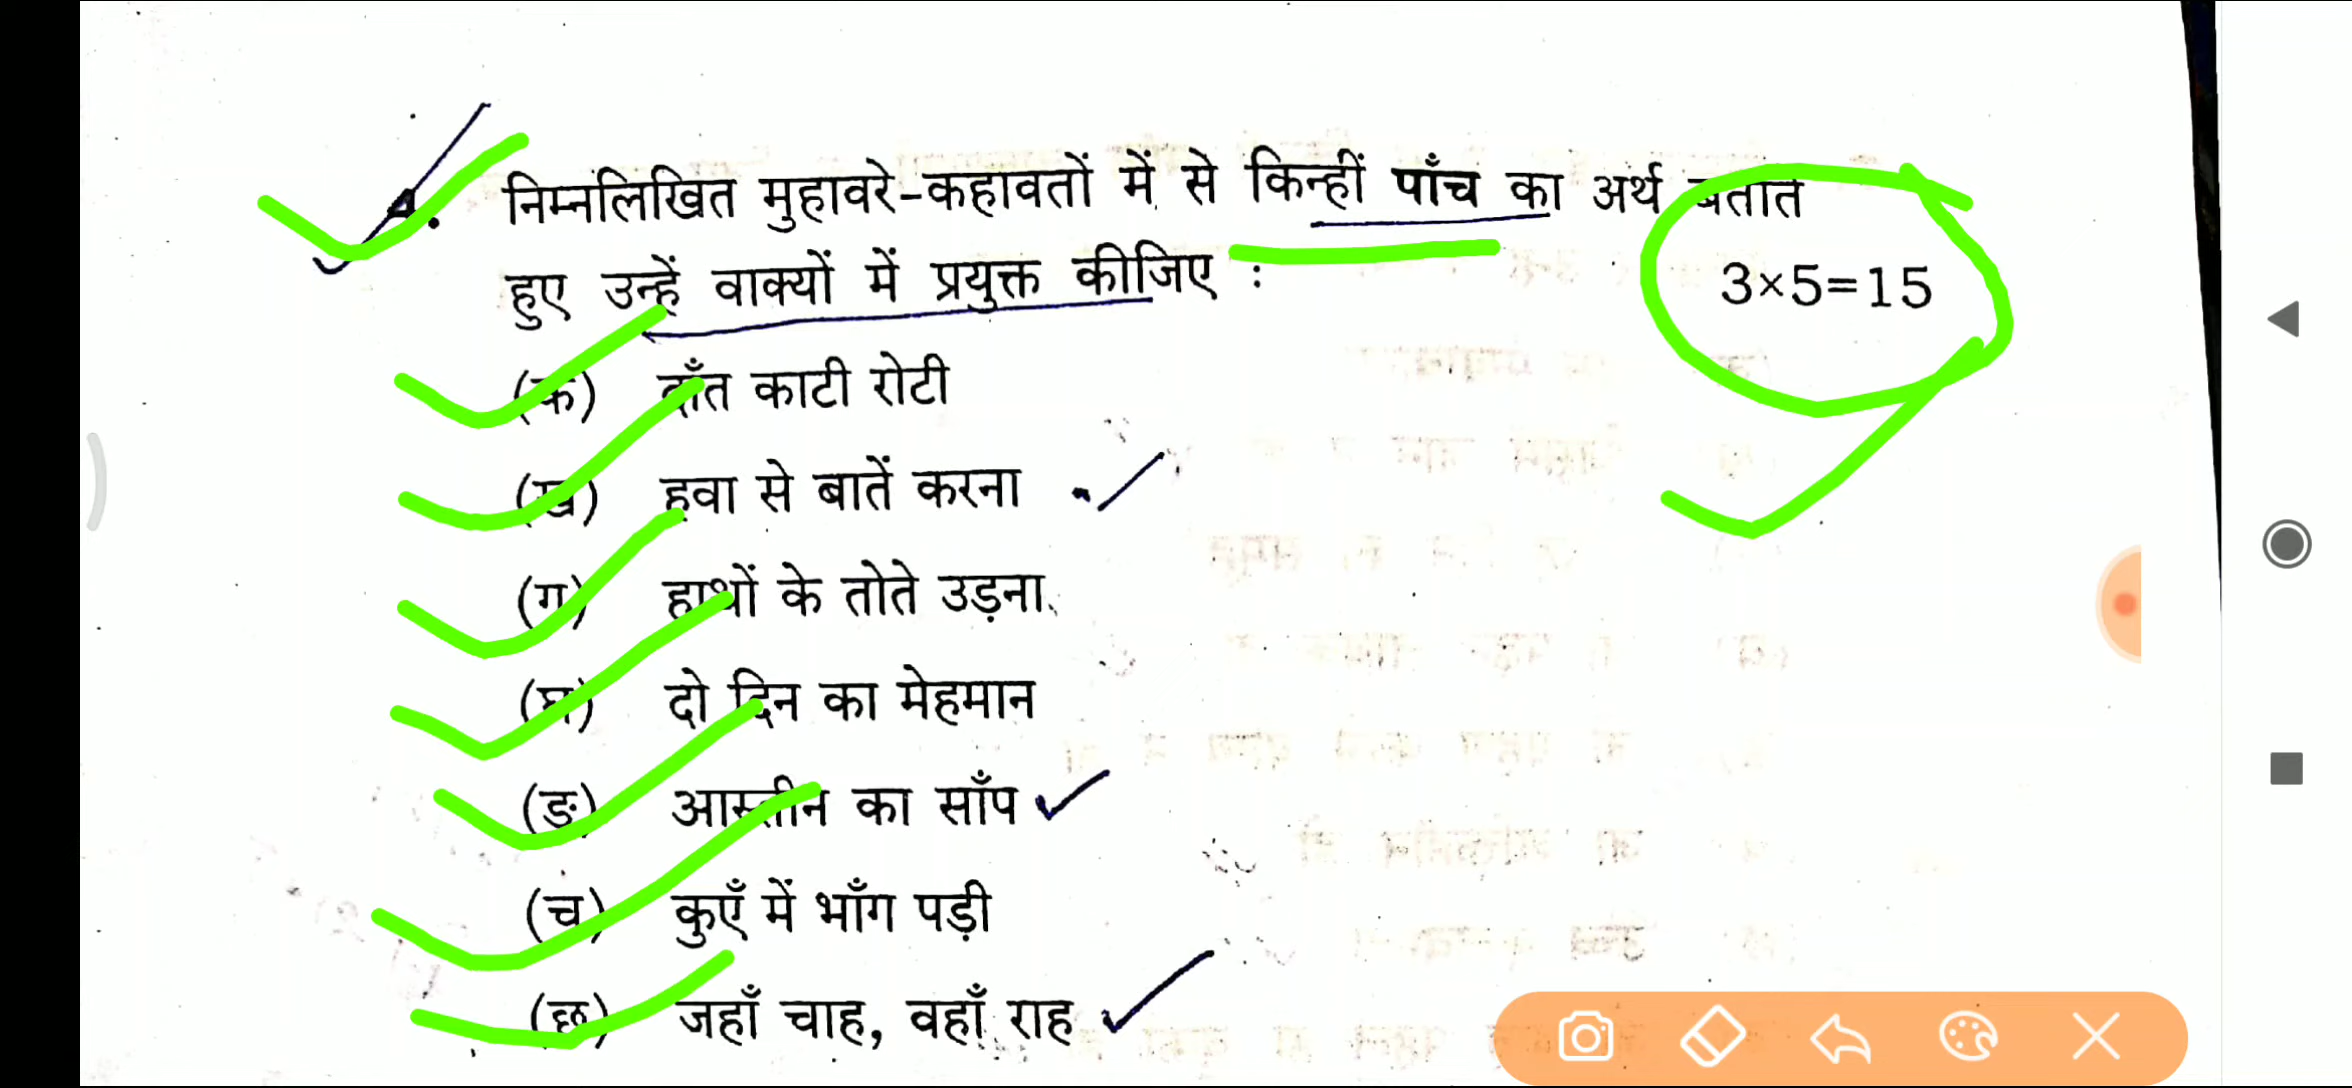 निम्नलिखित मुहावरे-कहावतों में से किन्हीं पाँच का अर्थ बताते
हुए उन्हें वाक्यों में प्रयुक्त कीजिए : 3×5=15
(क) दाँत काटी रोटी
(ख) हवा से बातें करना
(ग) हाथों के तोते उड़ना
(घ) दो दिन का मेहमान
(ङ) आस्तीन का साँप
(च) कुएँ में भाँग पड़ी
(छ) जहाँ चाह, वहाँ राह